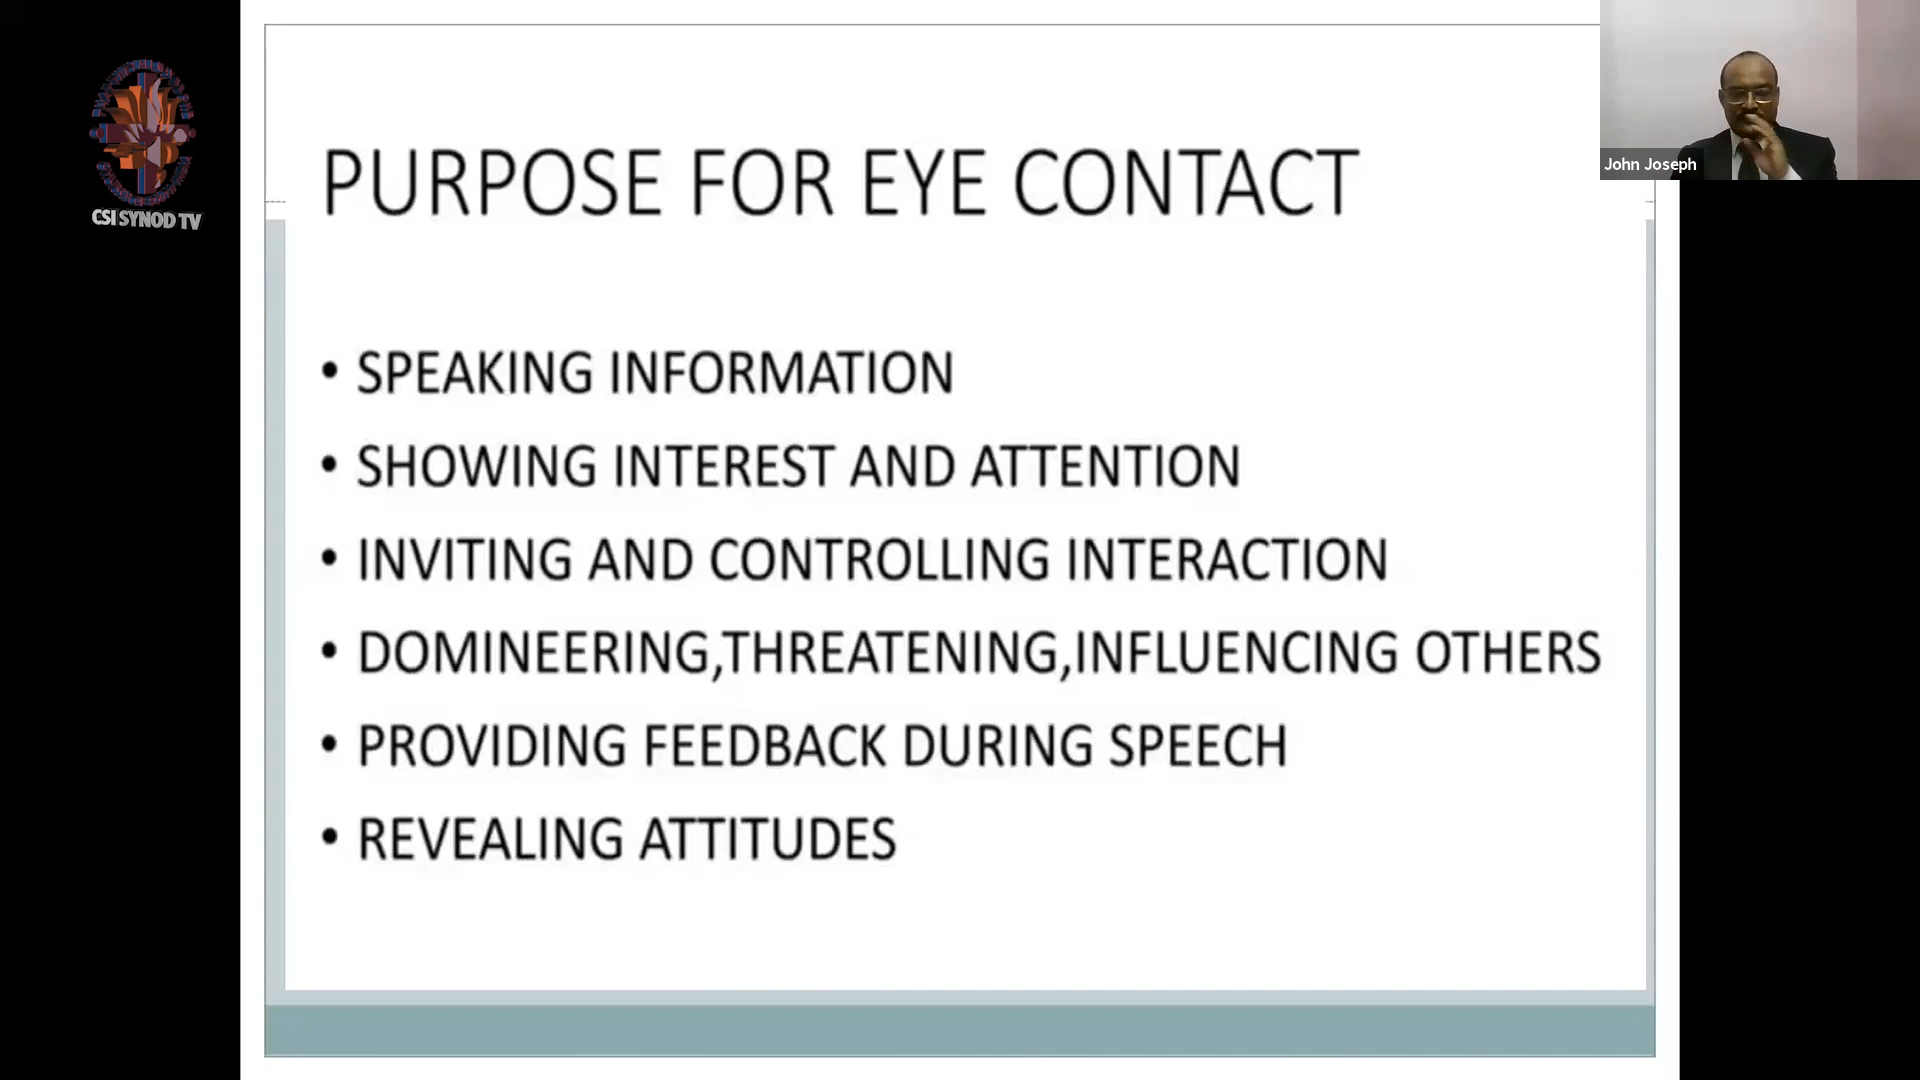 CSI SYNOD TV
John Joseph
PURPOSE FOR EYE CONTACT
• SPEAKING INFORMATION
• SHOWING INTEREST AND ATTENTION
• INVITING AND CONTROLLING INTERACTION
• DOMINEERING,THREATENING,INFLUENCING OTHERS
• PROVIDING FEEDBACK DURING SPEECH
• REVEALING ATTITUDES